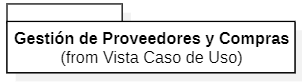 Gestión de Proveedores y Compras
(from Vista Caso de Uso)